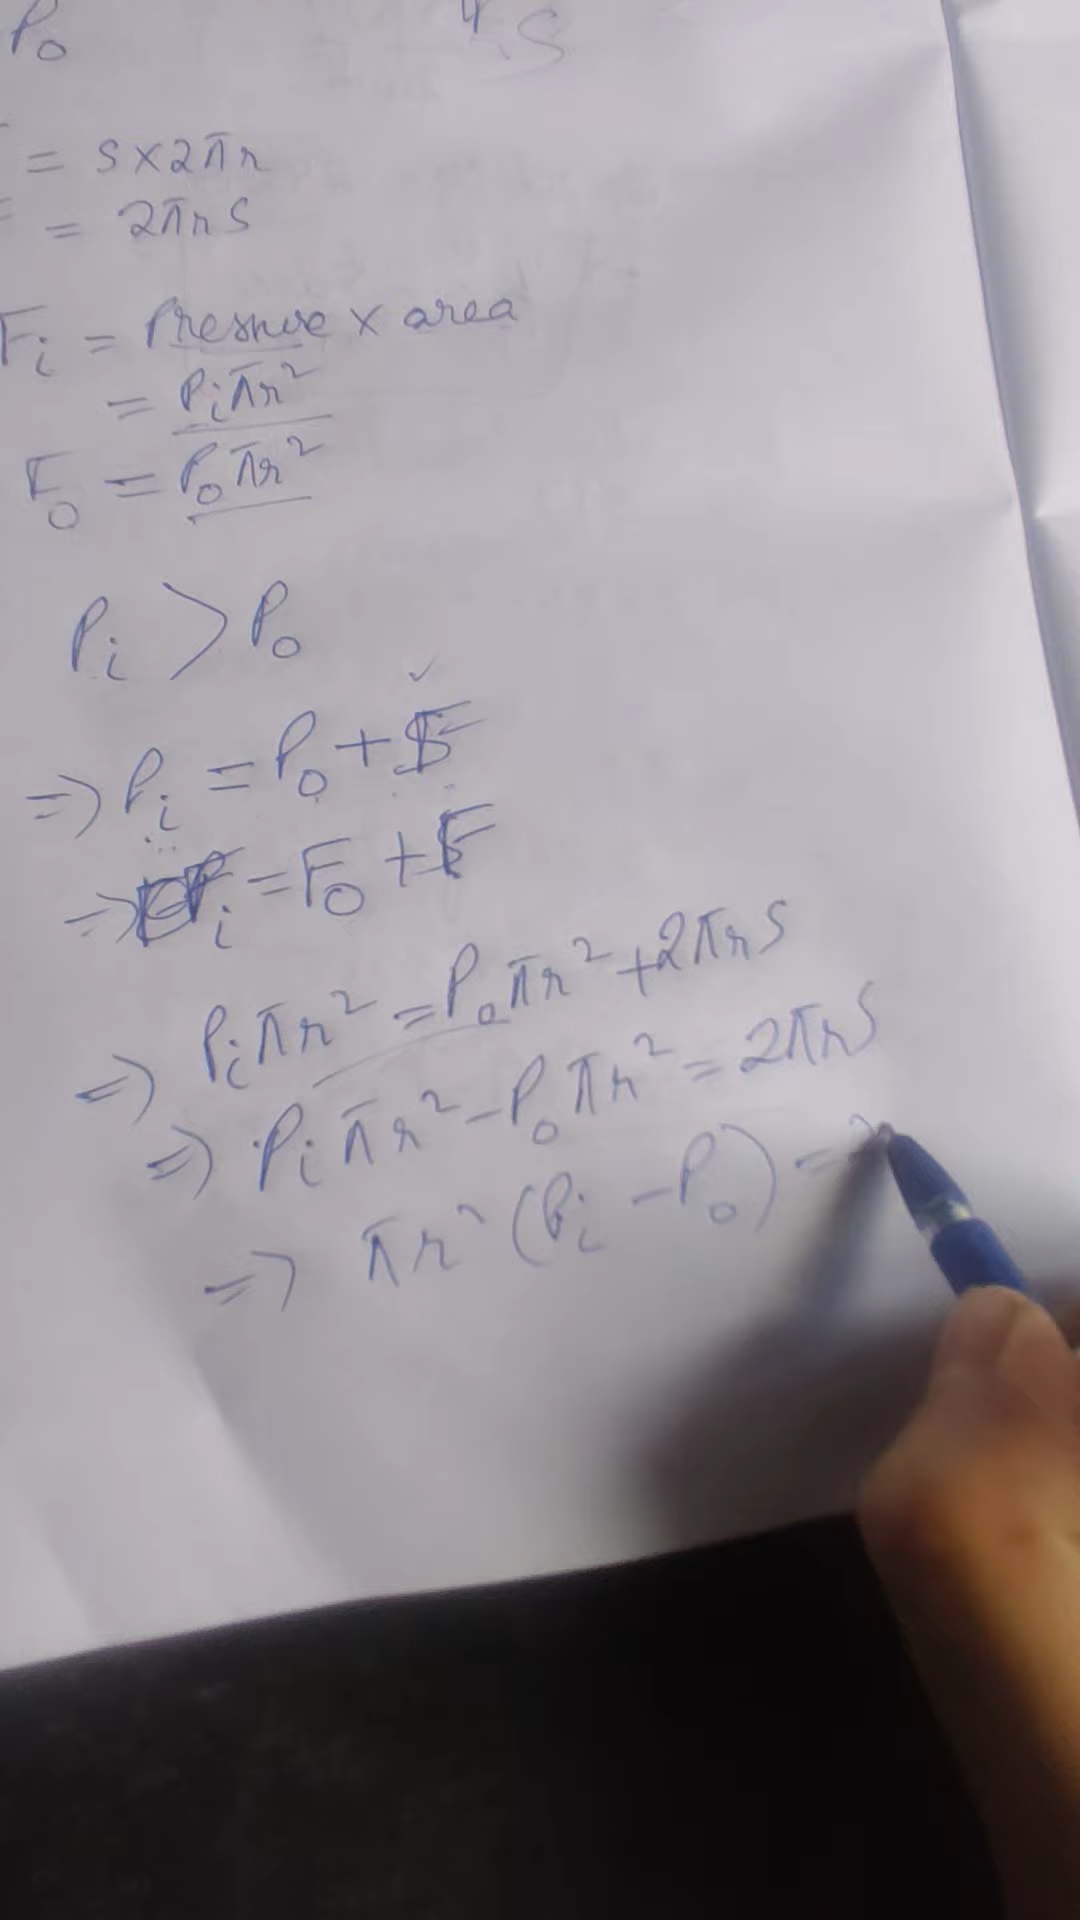 P₀
= S×2πr
= 2πrS
Fᵢ = Pressure × area
= Pᵢπr²
F₀ = P₀πr²
Pᵢ > P₀
⇒ Pᵢ = P₀ + F
⇒ Fᵢ = F₀ + F
⇒ Pᵢπr² = P₀πr² + 2πrS
⇒ Pᵢπr² - P₀πr² = 2πrS
⇒ πr²(Pᵢ - P₀) =